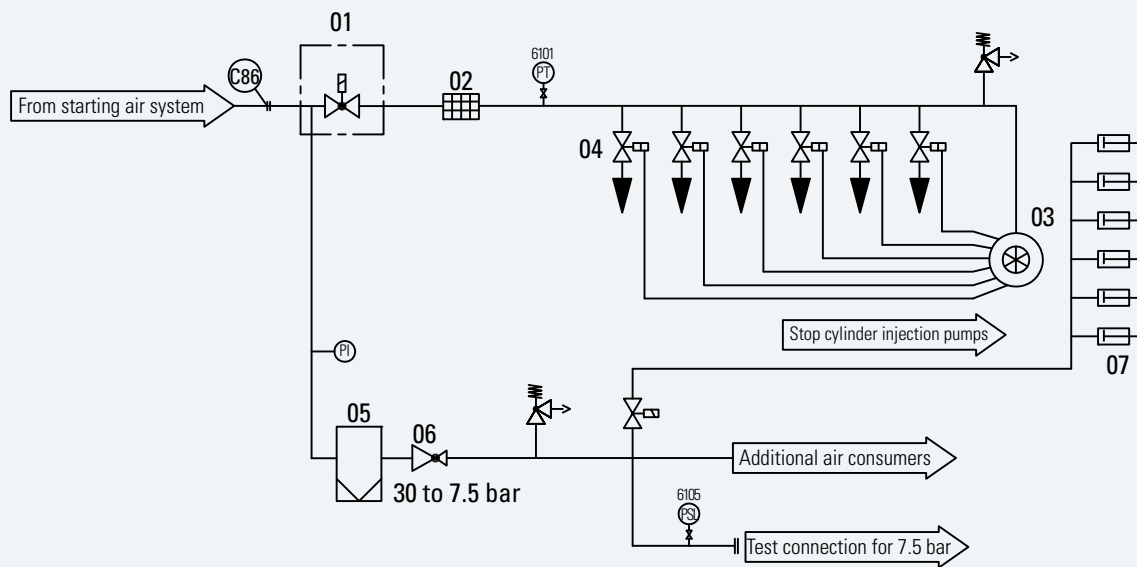 01
6101
C86
PT
02
From starting air system
04
03
Stop cylinder injection pumps
PI
07
05
06
Additional air consumers
30 to 7.5 bar
6105
PSL
Test connection for 7.5 bar